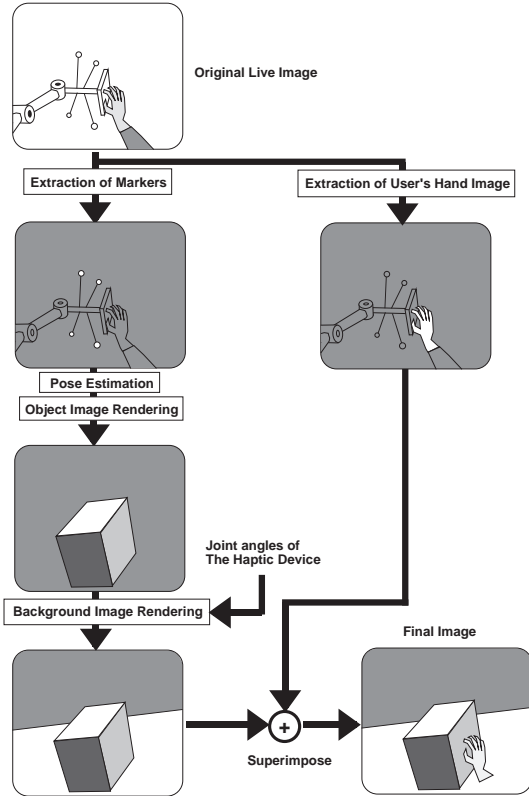 Original Live Image
Extraction of Markers
Extraction of User's Hand Image
Pose Estimation
Object Image Rendering
Joint angles of
The Haptic Device
Background Image Rendering
Final Image
+
Superimpose